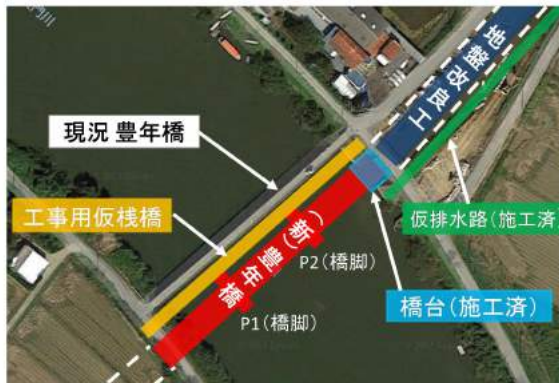 地盤改良工
現況 豊年橋
工事用仮桟橋
仮排水路(施工済)
(新)豊年橋
P2(橋脚)
橋台(施工済)
P1(橋脚)